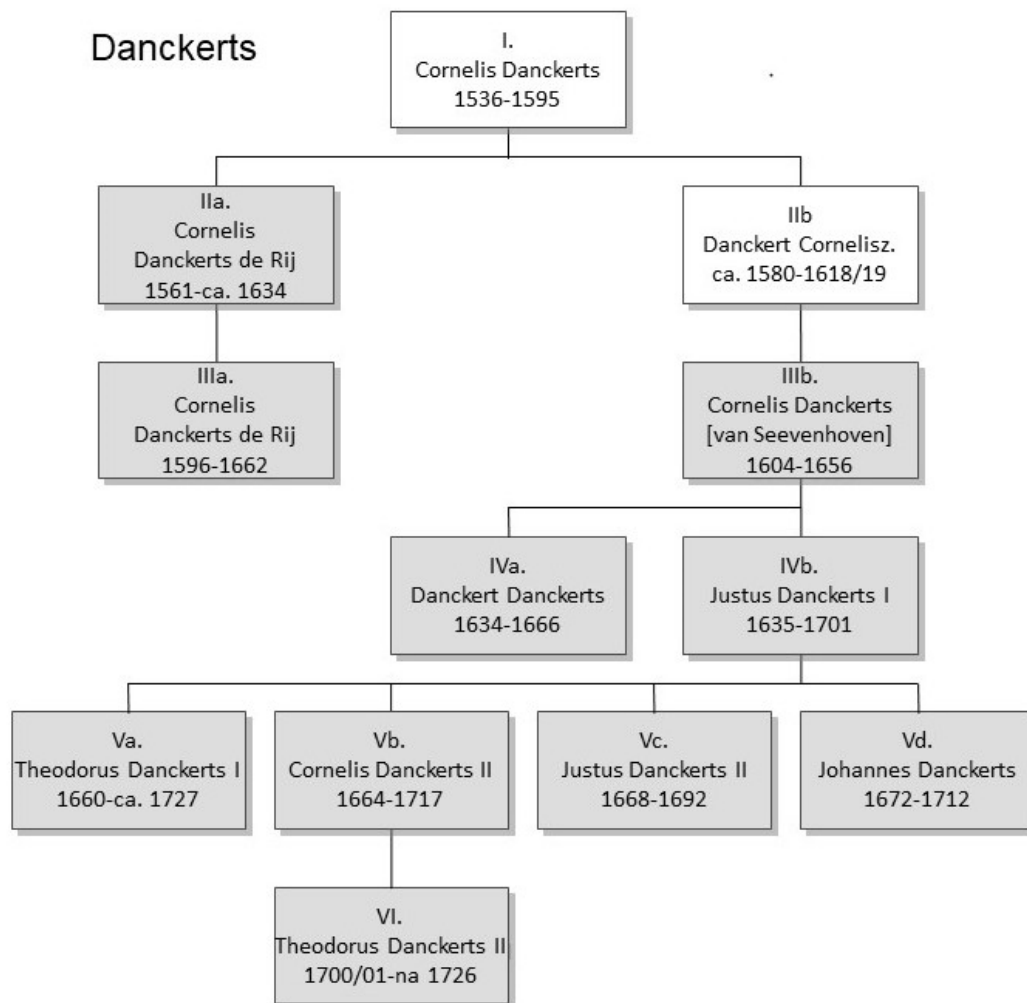 Danckerts
I.
Cornelis Danckerts
1536-1595
IIa.
Cornelis
Danckerts de Rij
1561-ca. 1634
IIb
Danckert Cornelisz.
ca. 1580-1618/19
IIIa.
Cornelis
Danckerts de Rij
1596-1662
IIIb.
Cornelis Danckerts
[van Seevenhoven]
1604-1656
IVa.
Danckert Danckerts
1634-1666
IVb.
Justus Danckerts I
1635-1701
Va.
Theodorus Danckerts I
1660-ca. 1727
Vb.
Cornelis Danckerts II
1664-1717
Vc.
Justus Danckerts II
1668-1692
Vd.
Johannes Danckerts
1672-1712
VI.
Theodorus Danckerts II
1700/01-na 1726